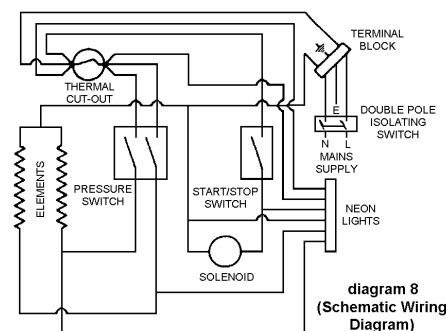 TERMINAL
BLOCK
THERMAL
CUT-OUT
E
DOUBLE POLE
ISOLATING
SWITCH
N L
MAINS
SUPPLY
ELEMENTS
PRESSURE
SWITCH
START/STOP
SWITCH
NEON
LIGHTS
SOLENOID
diagram 8
(Schematic Wiring
Diagram)